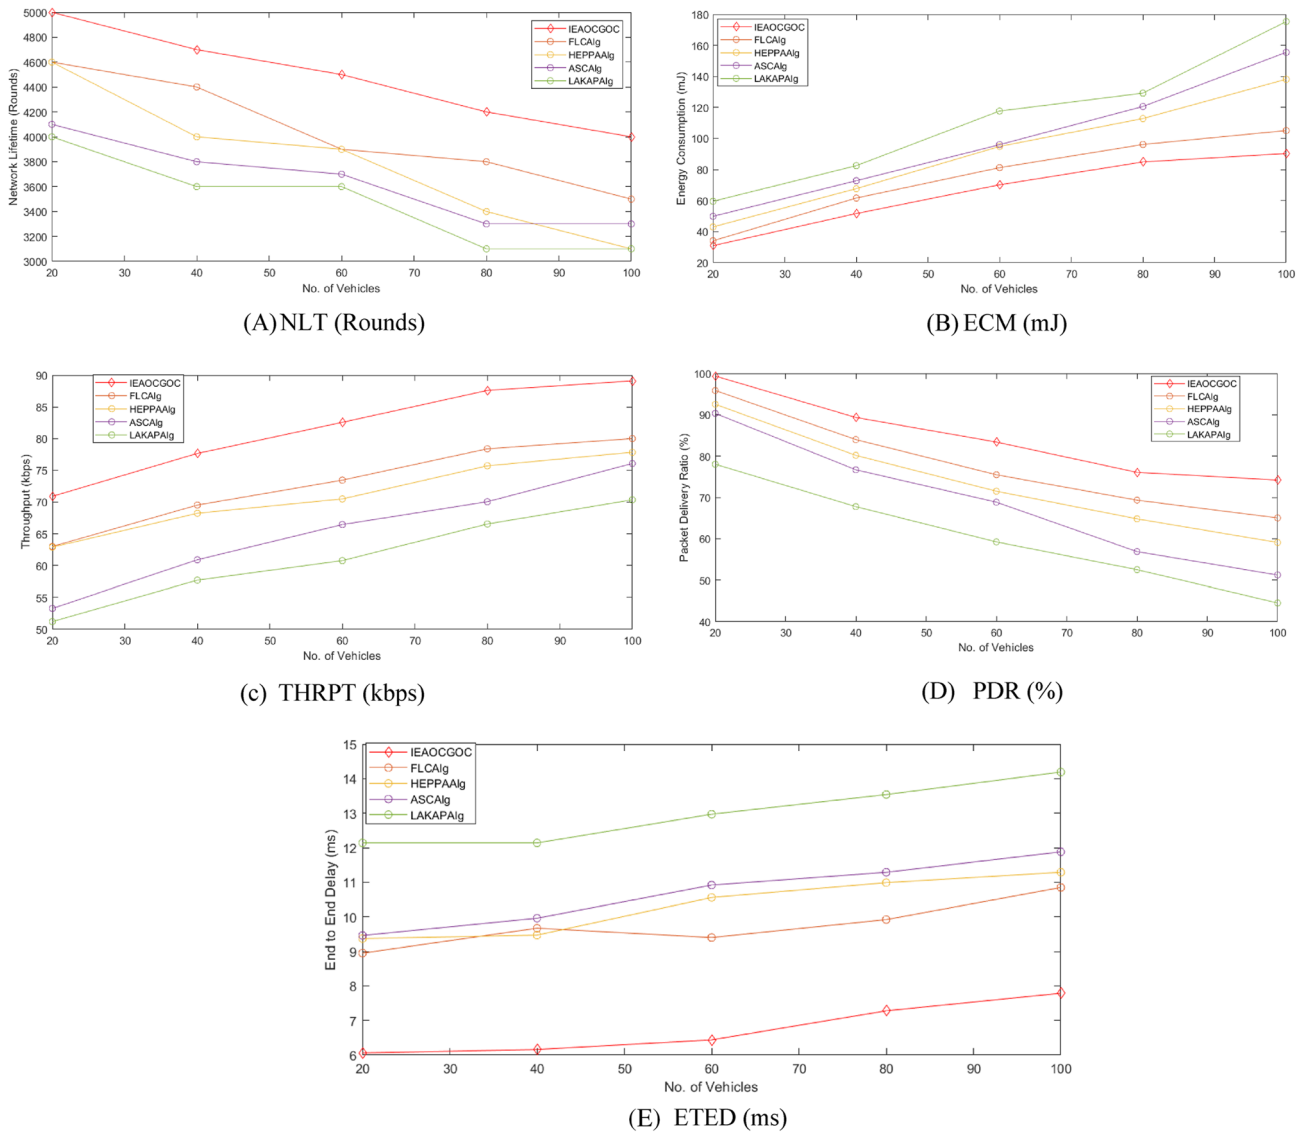 5000
4800
4600
4400
4200
4000
3800
3600
3400
3200
3000
Network Lifetime (Rounds)
IEAOCGOC
FLCAlg
HEPPAAlg
ASCAlg
LAKAPAlg
20 30 40 50 60 70 80 90 100
No. of Vehicles
(A) NLT (Rounds)
180
160
140
120
100
80
60
40
20
Energy Consumption (mJ)
IEAOCGOC
FLCAlg
HEPPAAlg
ASCAlg
LAKAPAlg
20 30 40 50 60 70 80 90 100
No. of Vehicles
(B) ECM (mJ)
90
85
80
75
70
65
60
55
50
Throughput (kbps)
IEAOCGOC
FLCAlg
HEPPAAlg
ASCAlg
LAKAPAlg
20 30 40 50 60 70 80 90 100
No. of Vehicles
(c) THRPT (kbps)
100
90
80
70
60
50
40
Packet Delivery Ratio (%)
IEAOCGOC
FLCAlg
HEPPAAlg
ASCAlg
LAKAPAlg
20 30 40 50 60 70 80 90 100
No. of Vehicles
(D) PDR (%)
15
14
13
12
11
10
9
8
7
6
End to End Delay (ms)
IEAOCGOC
FLCAlg
HEPPAAlg
ASCAlg
LAKAPAlg
20 30 40 50 60 70 80 90 100
No. of Vehicles
(E) ETED (ms)